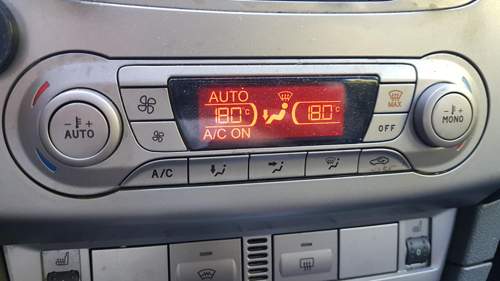 AUTO
18.0°C 18.0°C
A/C ON
MAX
AUTO
OFF
MONO
A/C